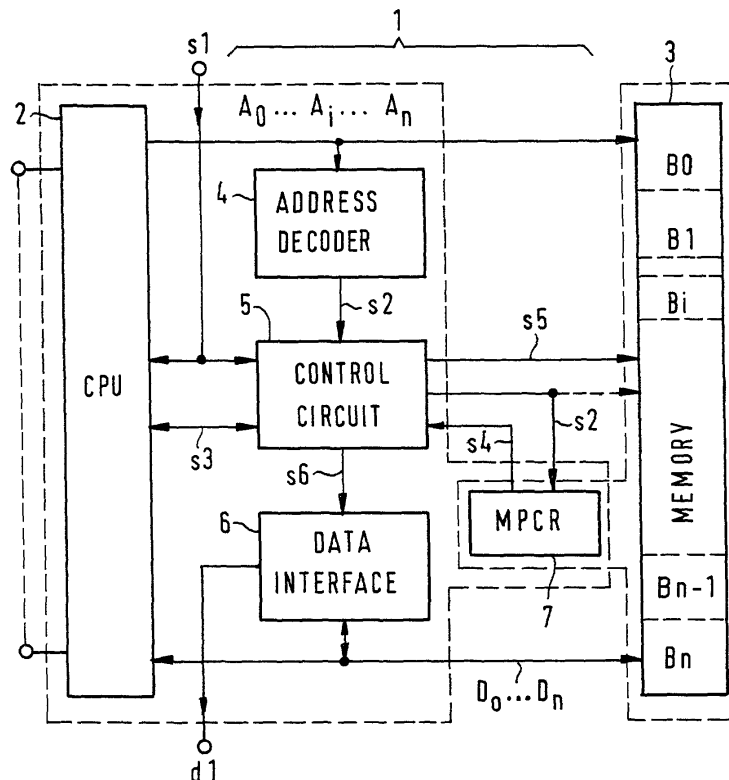 1
s1
3
2
A0 ... Ai ... An
B0
4
ADDRESS
DECODER
B1
s2
Bi
5
s5
CPU
CONTROL
CIRCUIT
s3
s4
s2
s6
MEMORY
6
DATA
INTERFACE
MPCR
7
Bn-1
Bn
Do...Dn
d1